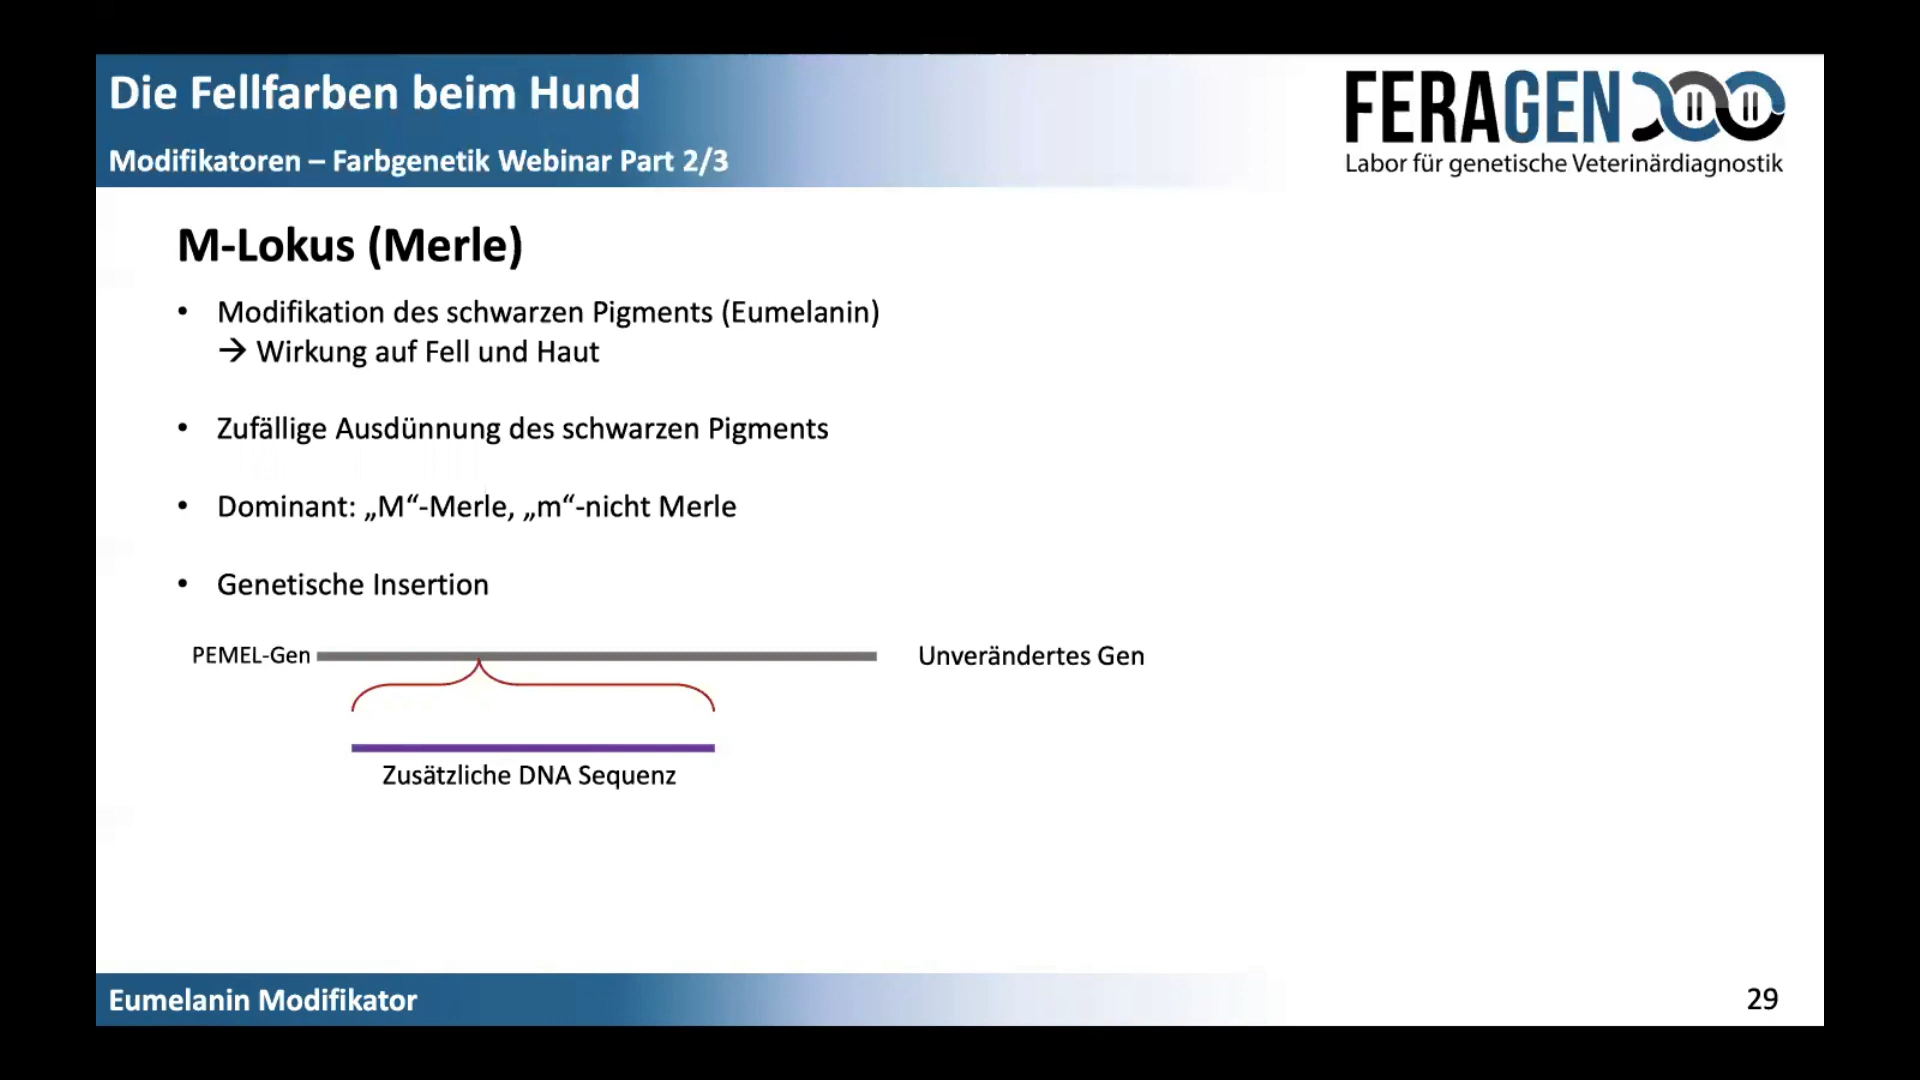 Die Fellfarben beim Hund
Modifikatoren – Farbgenetik Webinar Part 2/3
FERAGEN
Labor für genetische Veterinärdiagnostik
M-Lokus (Merle)
• Modifikation des schwarzen Pigments (Eumelanin)
→ Wirkung auf Fell und Haut
• Zufällige Ausdünnung des schwarzen Pigments
• Dominant: „M“-Merle, „m“-nicht Merle
• Genetische Insertion
PEMEL-Gen
Unverändertes Gen
Zusätzliche DNA Sequenz
Eumelanin Modifikator
29